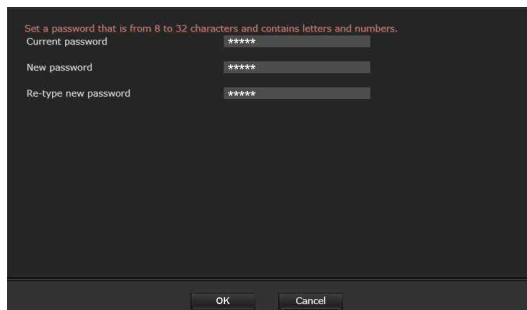 Set a password that is from 8 to 32 characters and contains letters and numbers.
Current password *****
New password *****
Re-type new password *****
OK Cancel